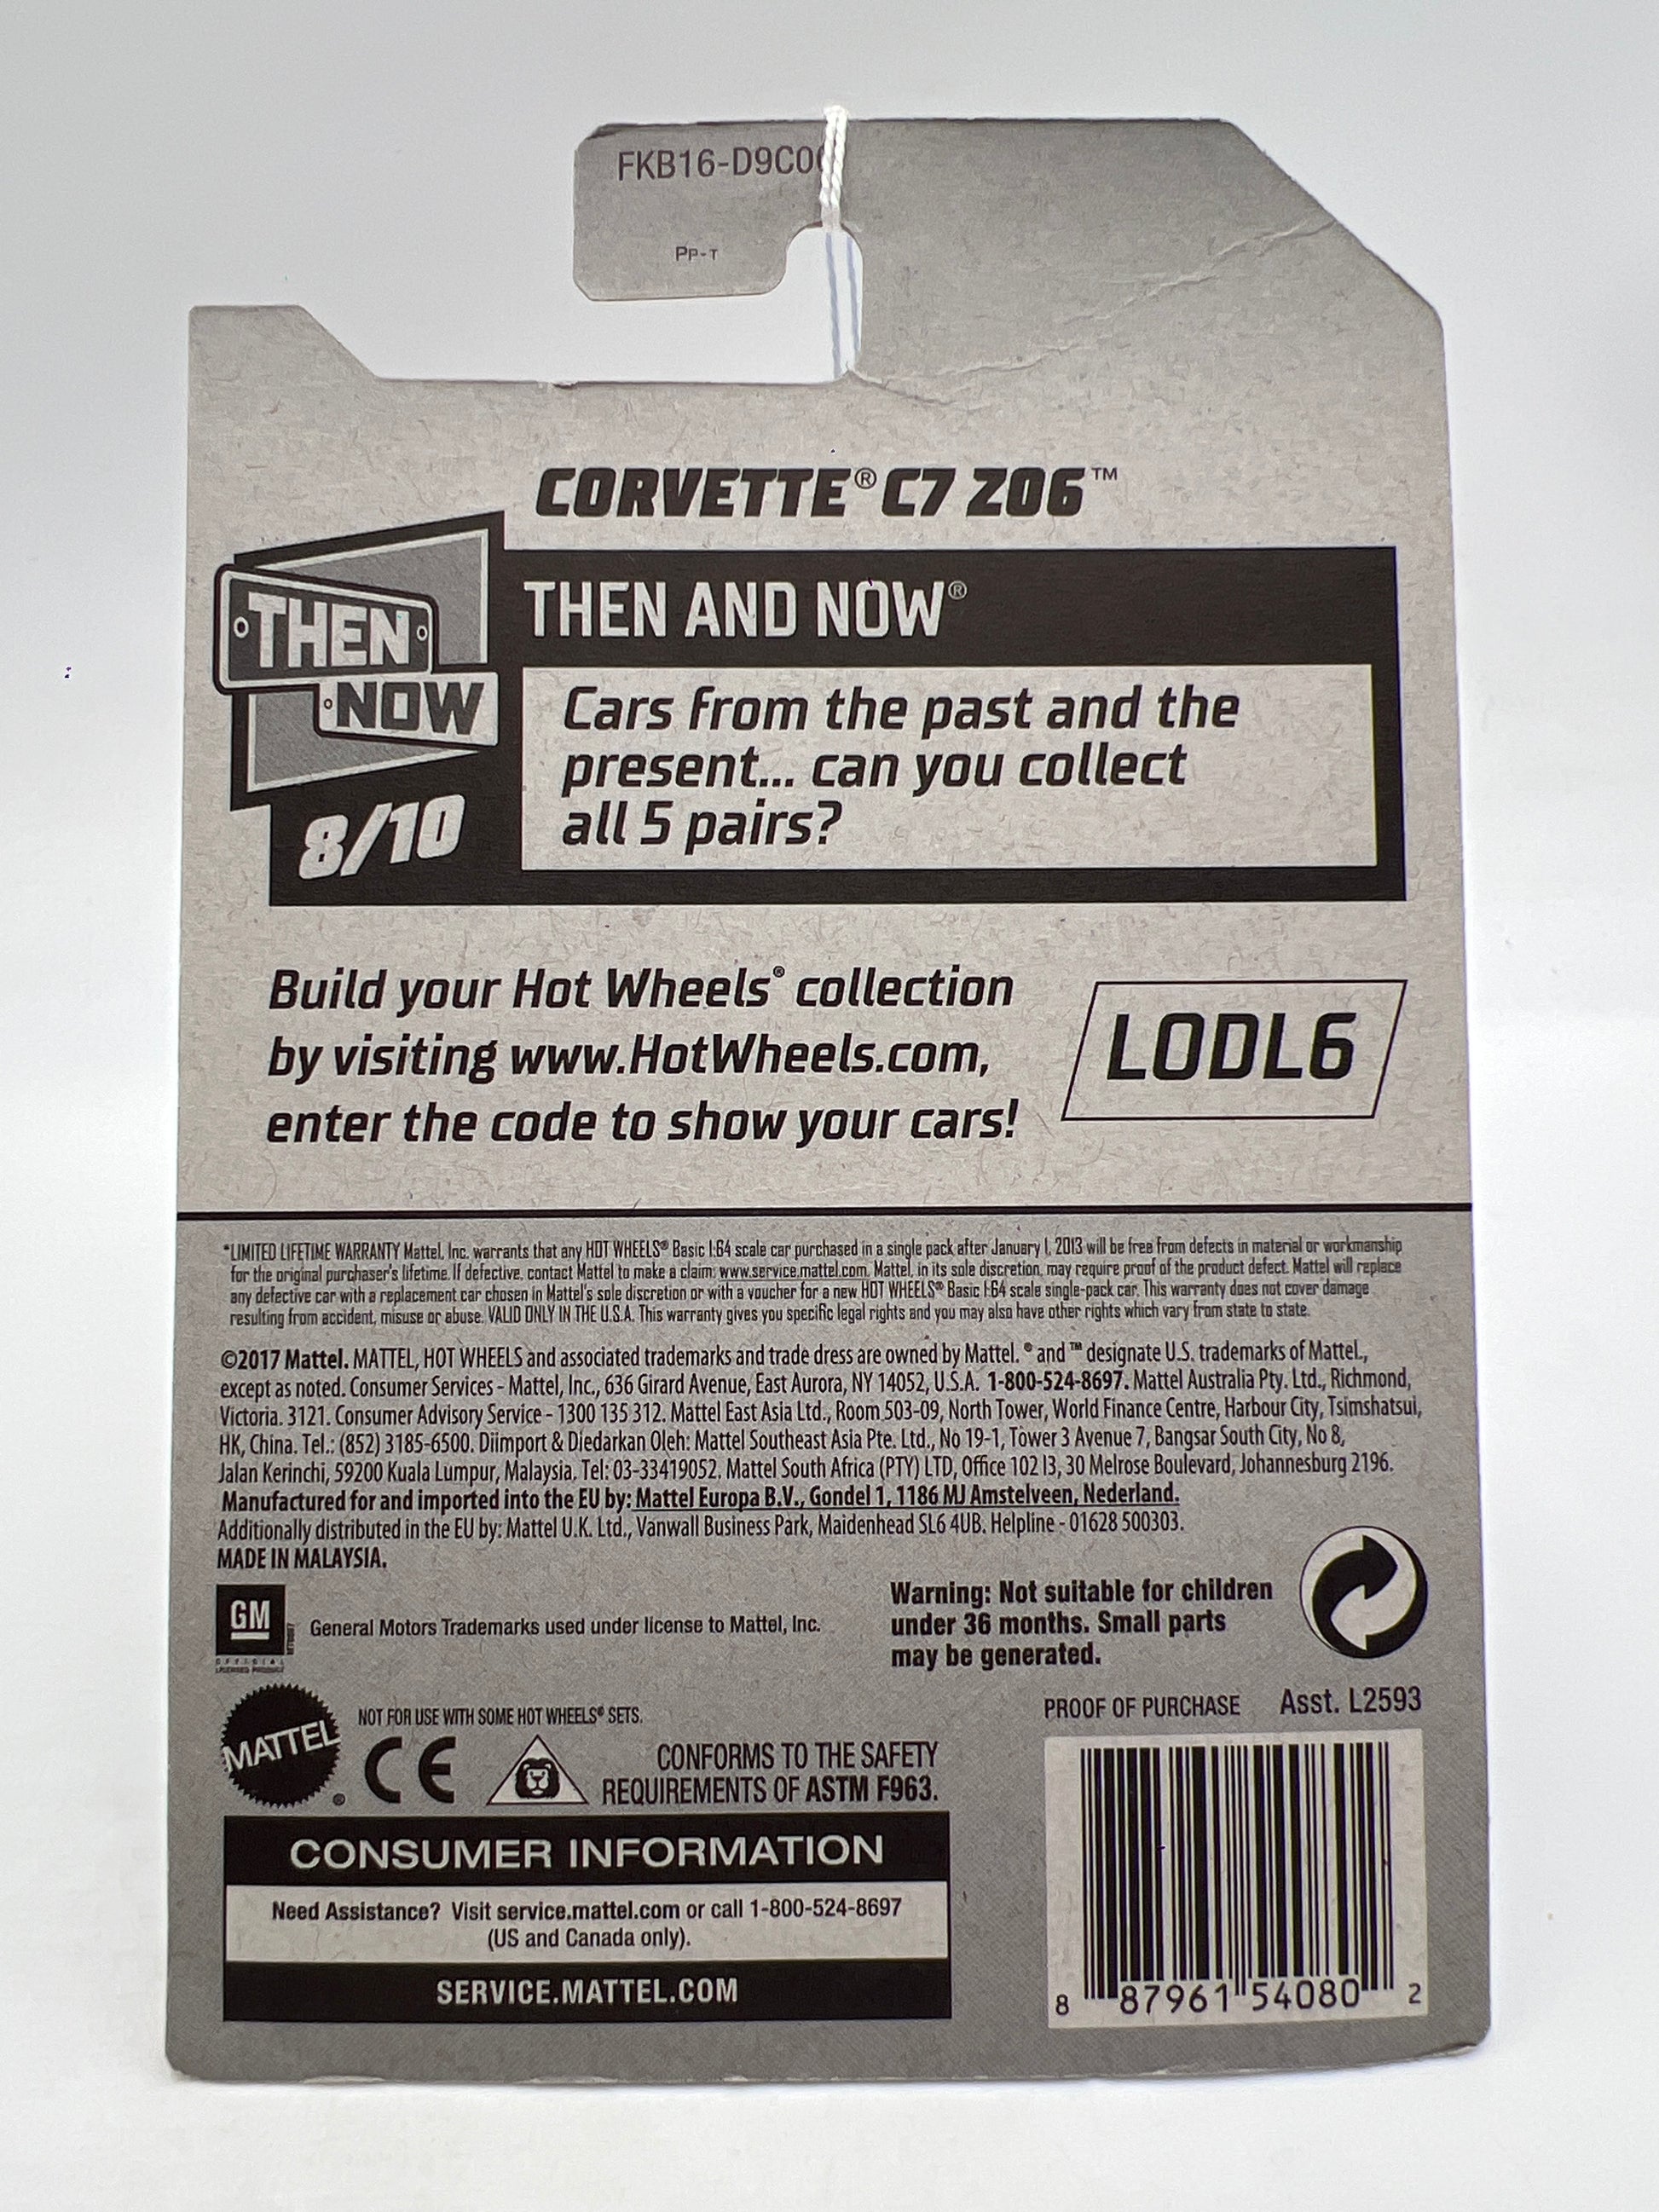 FKB16-D9C0
Pp-T
CORVETTE® C7 Z06™
THEN AND NOW®
THEN
NOW
8/10
Cars from the past and the
present... can you collect
all 5 pairs?
Build your Hot Wheels® collection
by visiting www.HotWheels.com,
enter the code to show your cars!
LODL6
*LIMITED LIFETIME WARRANTY Mattel, Inc. warrants that any HOT WHEELS® Basic 1:64 scale car purchased in a single pack after January 1, 2013 will be free from defects in material or workmanship
for the original purchaser's lifetime. If defective, contact Mattel to make a claim: www.service.mattel.com. Mattel, in its sole discretion, may require proof of the product defect. Mattel will replace
any defective car with a replacement car chosen in Mattel's sole discretion or with a voucher for a new HOT WHEELS® Basic 1:64 scale single-pack car. This warranty does not cover damage
resulting from accident, misuse or abuse. VALID ONLY IN THE U.S.A. This warranty gives you specific legal rights and you may also have other rights which vary from state to state.
©2017 Mattel. MATTEL, HOT WHEELS and associated trademarks and trade dress are owned by Mattel. ® and ™ designate U.S. trademarks of Mattel,
except as noted. Consumer Services - Mattel, Inc., 636 Girard Avenue, East Aurora, NY 14052, U.S.A. 1-800-524-8697. Mattel Australia Pty. Ltd., Richmond,
Victoria. 3121. Consumer Advisory Service - 1300 135 312. Mattel East Asia Ltd., Room 503-09, North Tower, World Finance Centre, Harbour City, Tsimshatsui,
HK, China. Tel.: (852) 3185-6500. Diimport & Diedarkan Oleh: Mattel Southeast Asia Pte. Ltd., No 19-1, Tower 3 Avenue 7, Bangsar South City, No 8,
Jalan Kerinchi, 59200 Kuala Lumpur, Malaysia. Tel: 03-33419052. Mattel South Africa (PTY) LTD, Office 102 I3, 30 Melrose Boulevard, Johannesburg 2196.
Manufactured for and imported into the EU by: Mattel Europa B.V., Gondel 1, 1186 MJ Amstelveen, Nederland.
Additionally distributed in the EU by: Mattel U.K. Ltd., Vanwall Business Park, Maidenhead SL6 4UB. Helpline - 01628 500303.
MADE IN MALAYSIA.
GM
OFFICIAL
LICENSED PRODUCT
General Motors Trademarks used under license to Mattel, Inc.
Warning: Not suitable for children
under 36 months. Small parts
may be generated.
MATTEL®
NOT FOR USE WITH SOME HOT WHEELS® SETS.
CE
CONFORMS TO THE SAFETY
REQUIREMENTS OF ASTM F963.
PROOF OF PURCHASE Asst. L2593
CONSUMER INFORMATION
Need Assistance? Visit service.mattel.com or call 1-800-524-8697
(US and Canada only).
SERVICE.MATTEL.COM
8 87961 54080 2